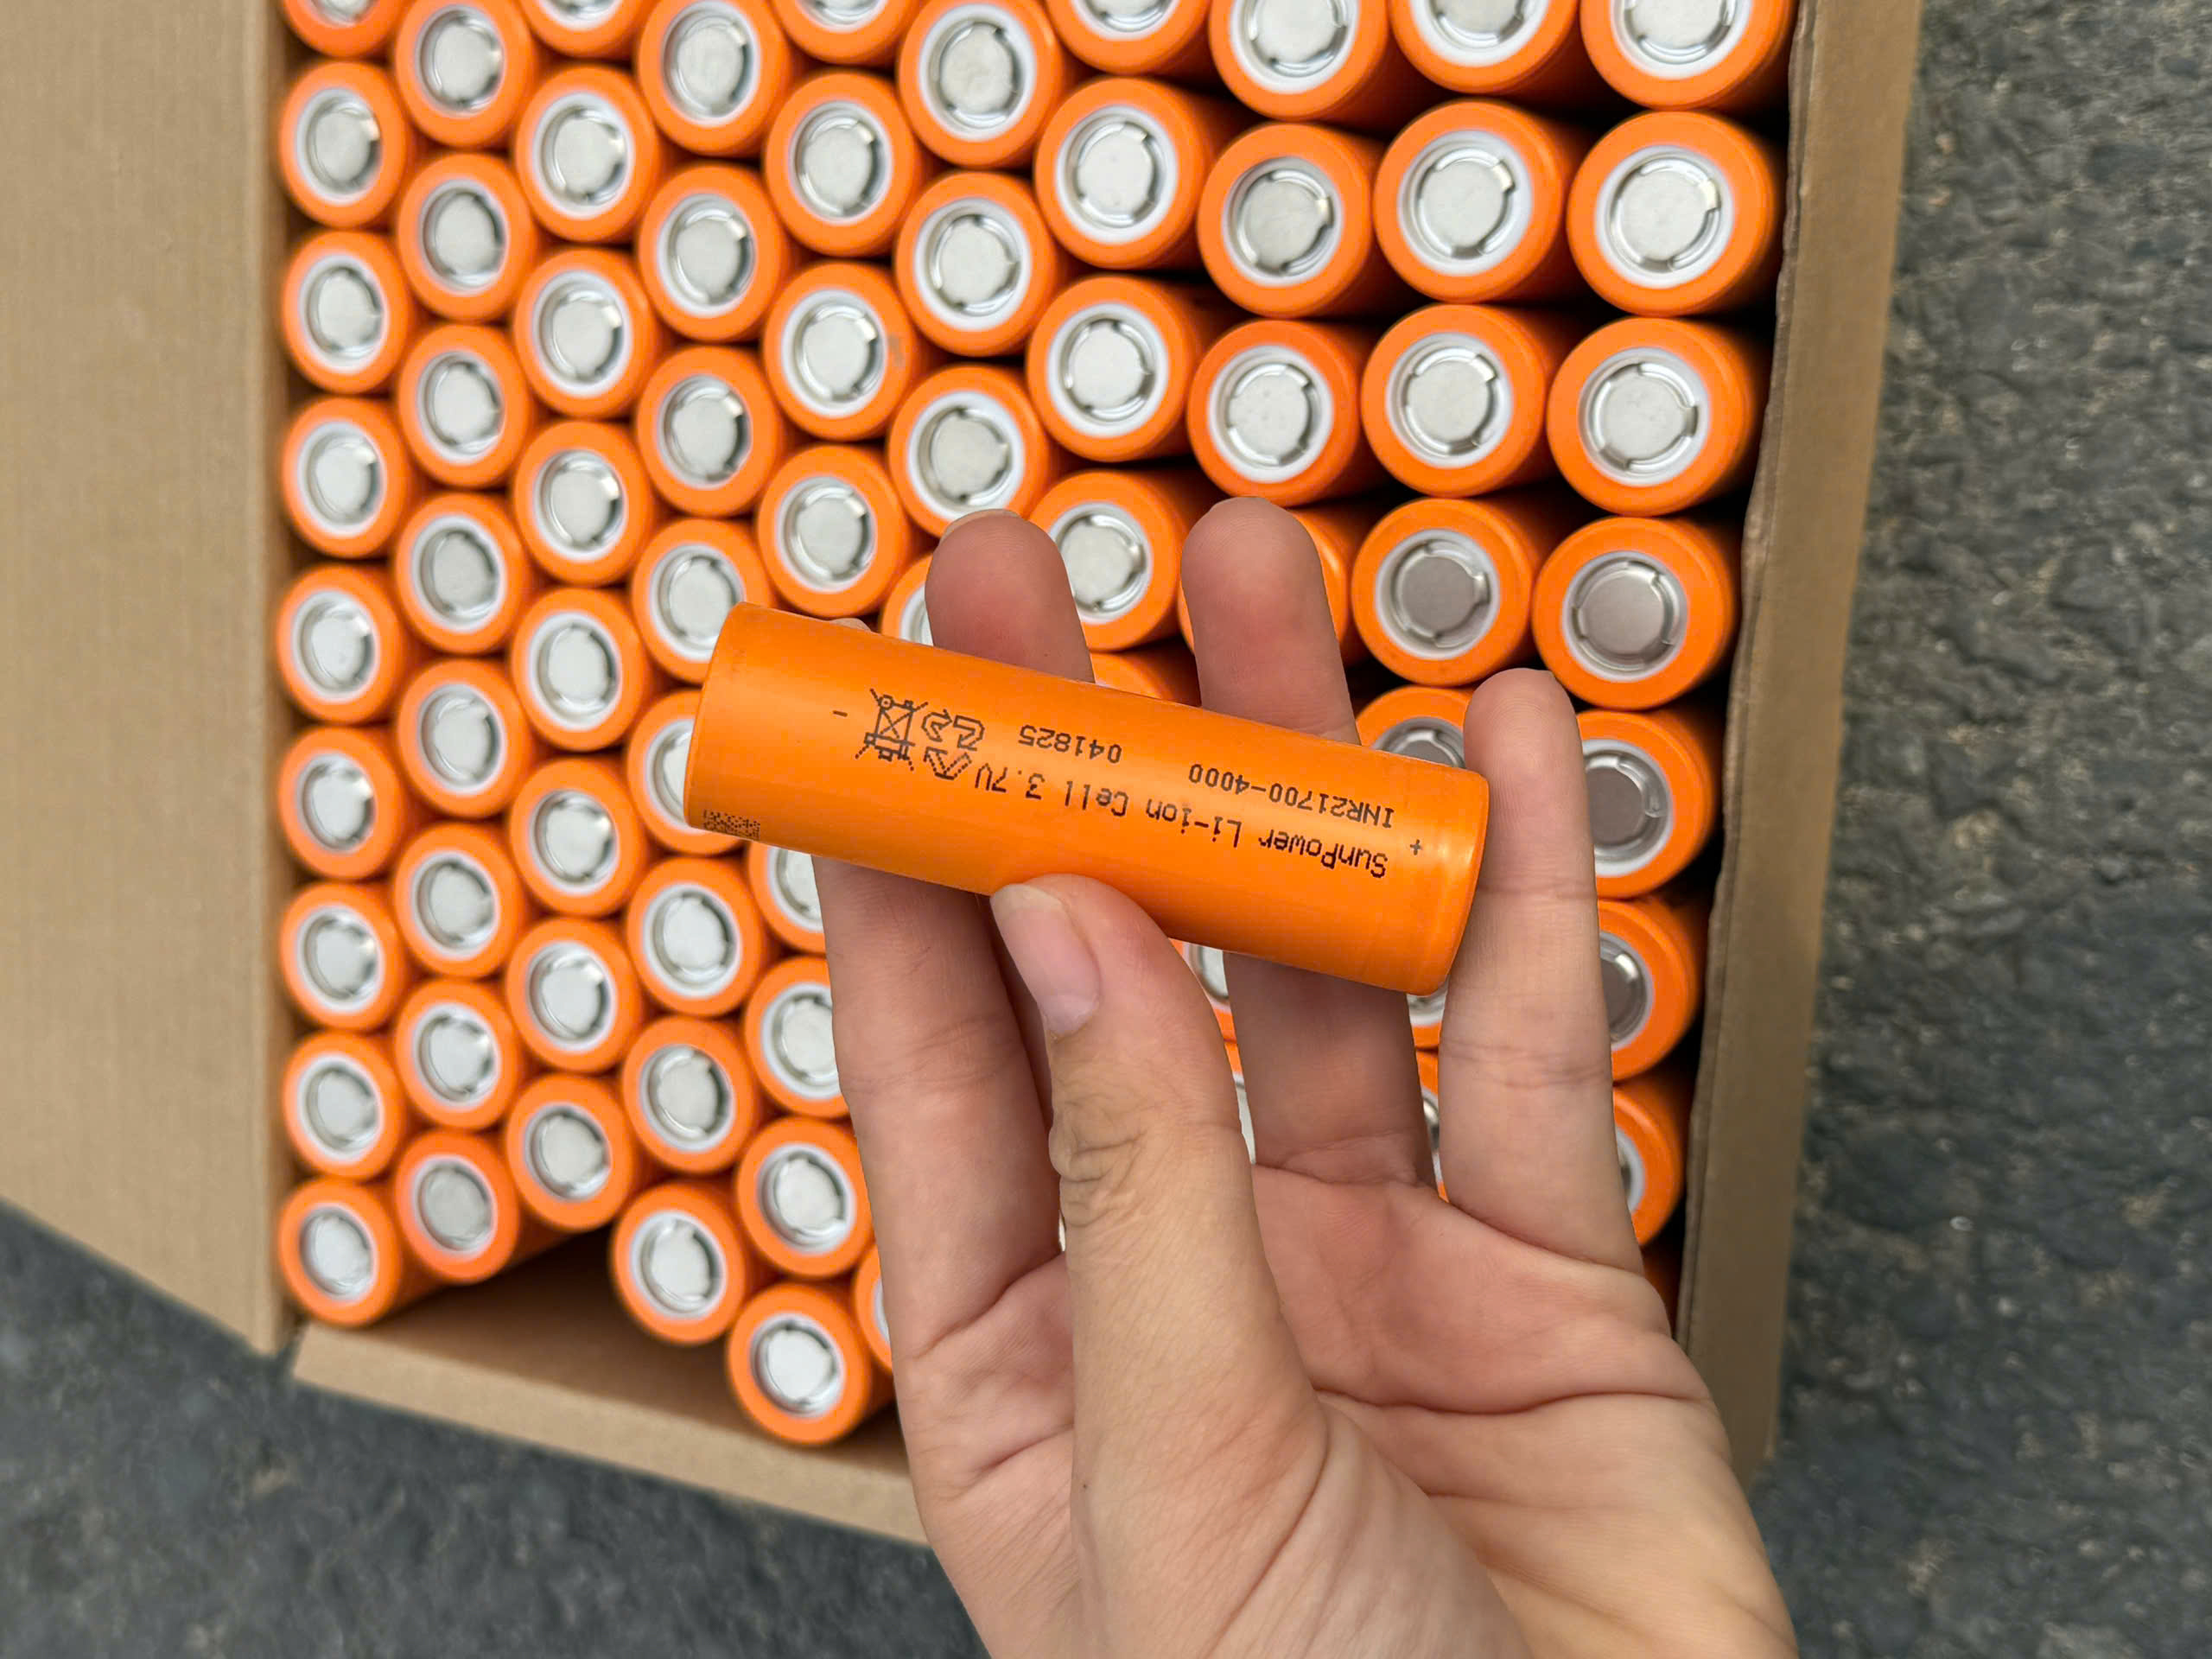 SunPower Li-ion Cell 3.7V
INR21700-4000 041825
+ -